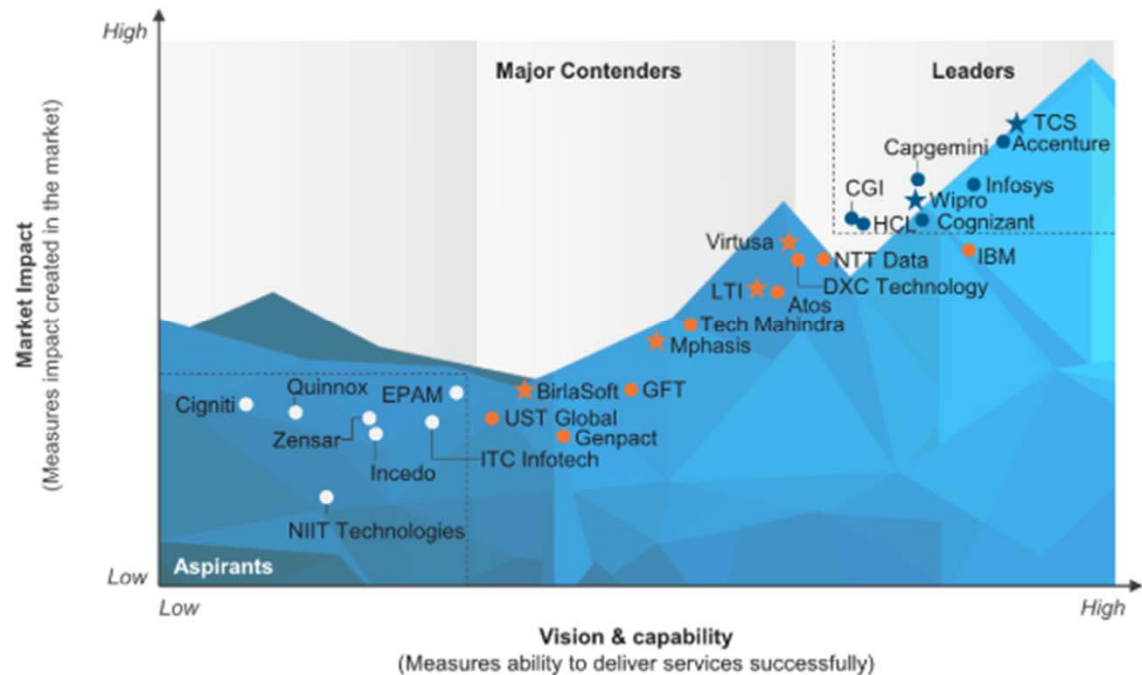 High
Major Contenders
Leaders
TCS
Accenture
Capgemini
CGI
Infosys
Wipro
HCL
Cognizant
Virtusa
IBM
NTT Data
DXC Technology
LTI
Atos
Tech Mahindra
Mphasis
Quinnox
EPAM
BirlaSoft
GFT
Cigniti
UST Global
Zensar
Genpact
ITC Infotech
Incedo
NIIT Technologies
Aspirants
Market Impact
(Measures impact created in the market)
Low
Low
High
Vision & capability
(Measures ability to deliver services successfully)